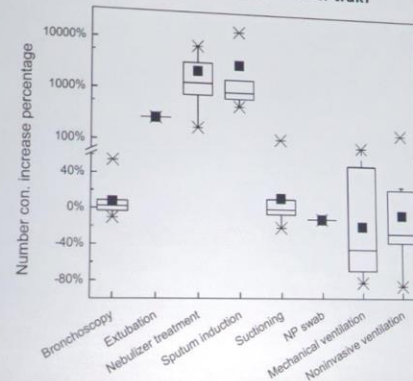 10000%
1000%
100%
40%
0%
-40%
-80%
Number con. increase percentage
Bronchoscopy
Extubation
Nebulizer treatment
Sputum induction
Suctioning
NP swab
Mechanical ventilation
Noninvasive ventilation